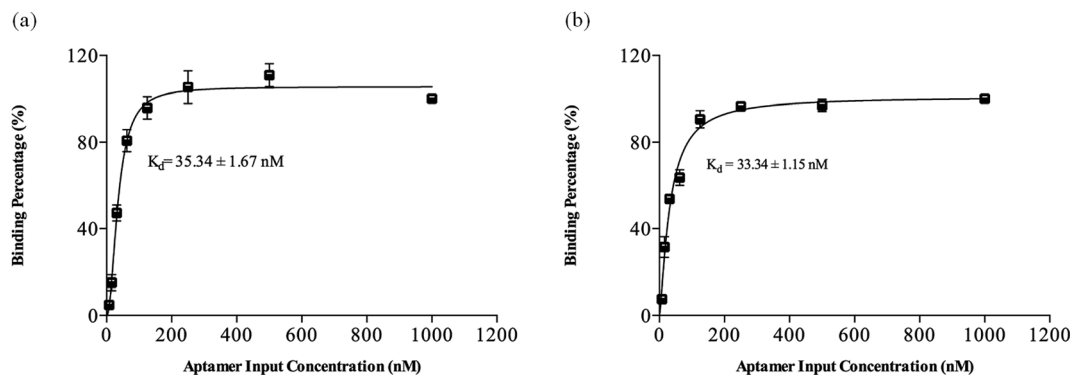 (a)
Binding Percentage (%)
120
80
40
0
K_d = 35.34 ± 1.67 nM
0 200 400 600 800 1000 1200
Aptamer Input Concentration (nM)
(b)
Binding Percentage (%)
120
80
40
0
K_d = 33.34 ± 1.15 nM
0 200 400 600 800 1000 1200
Aptamer Input Concentration (nM)